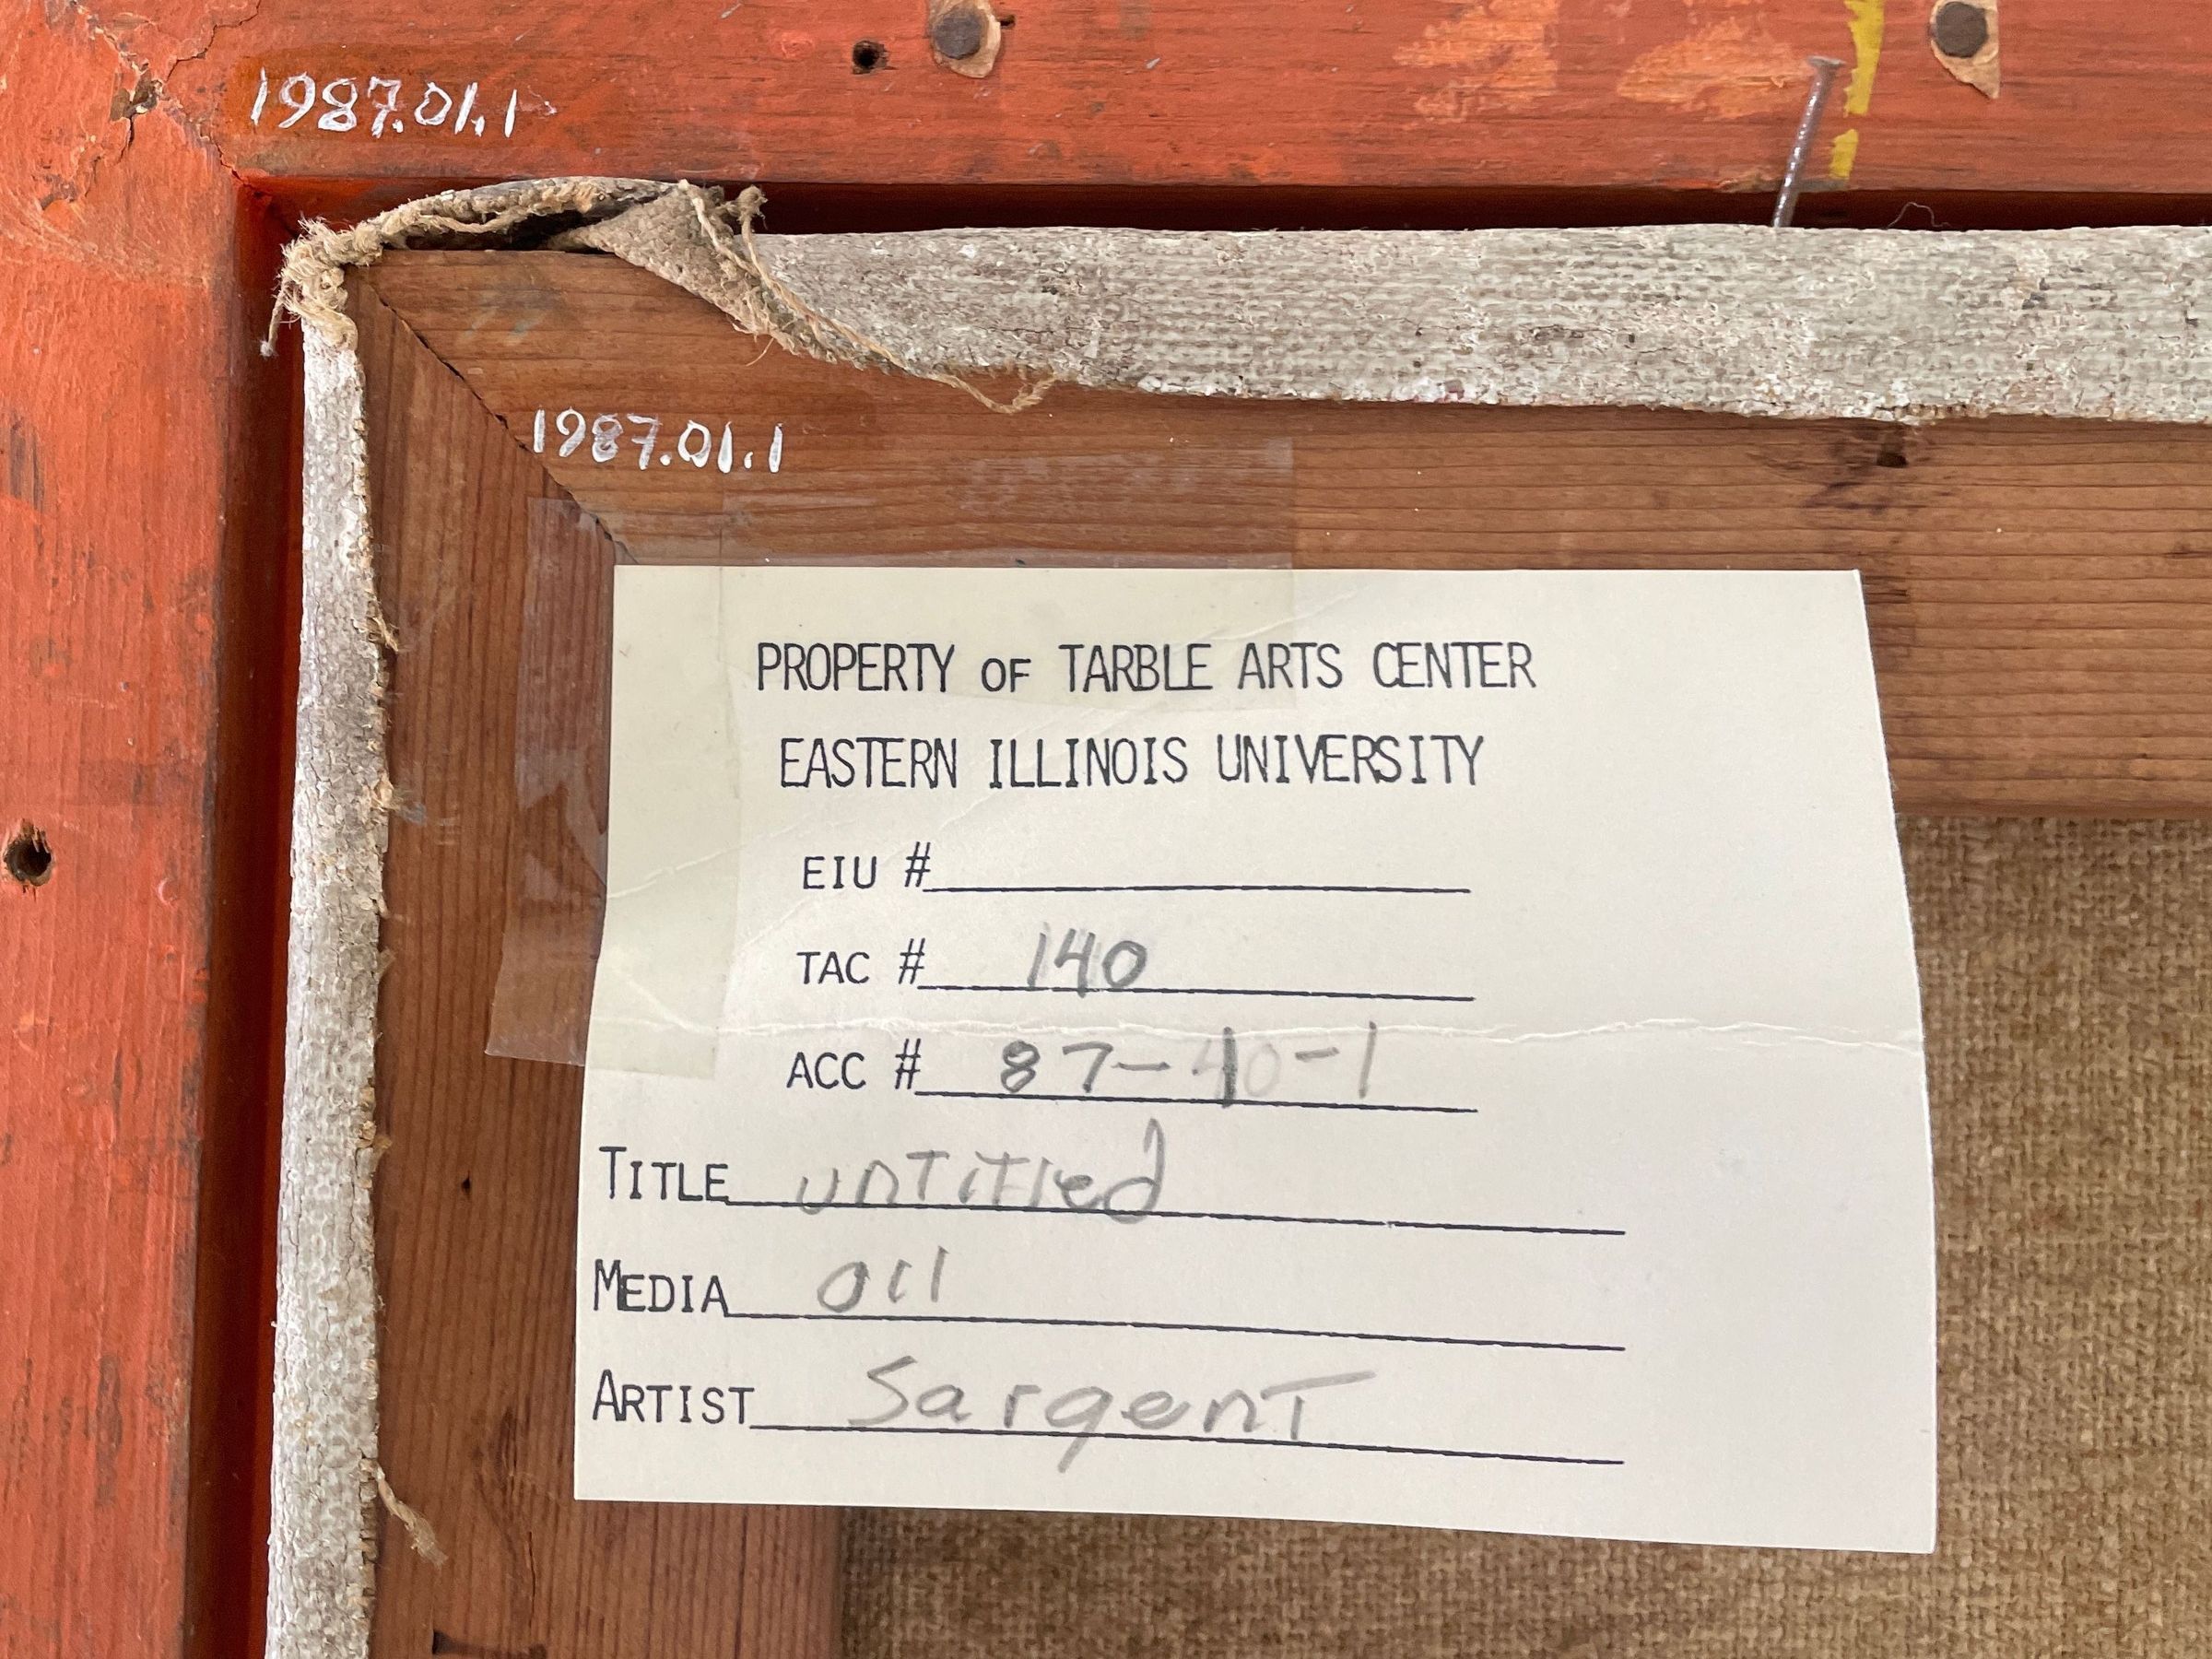 1987.01.1
1987.01.1
PROPERTY OF TARBLE ARTS CENTER
EASTERN ILLINOIS UNIVERSITY
EIU #
TAC # 140
ACC # 87-1-1
TITLE untitled
MEDIA oil
ARTIST Sargent